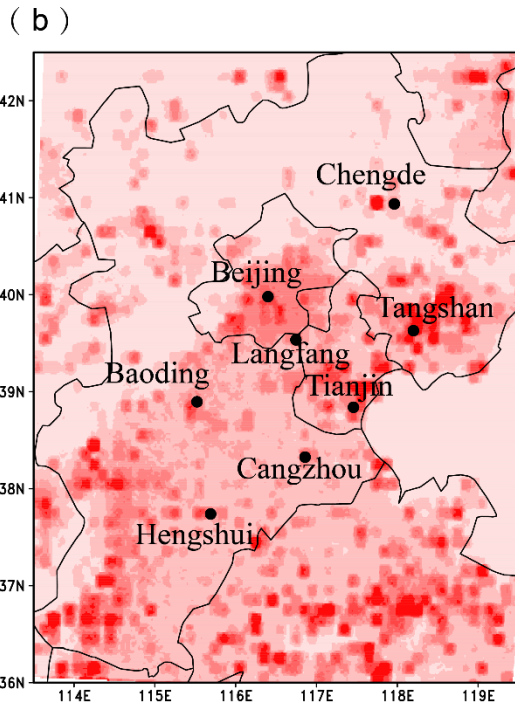 ( b )
42N
Chengde
41N
Beijing
40N
Tangshan
Langfang
Baoding
Tianjin
39N
Cangzhou
38N
Hengshui
37N
36N
114E 115E 116E 117E 118E 119E